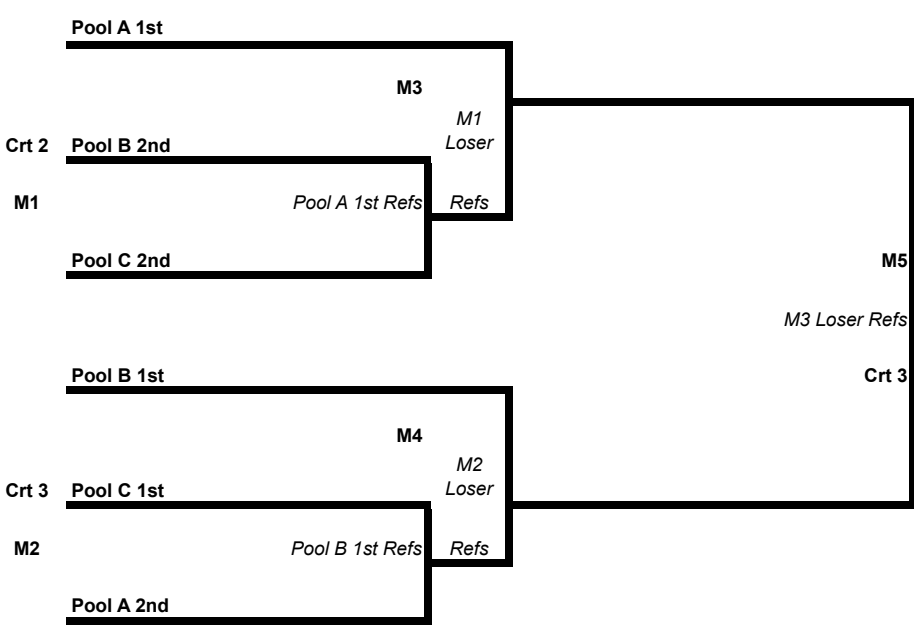 Pool A 1st
M3
M1
Loser
Crt 2 Pool B 2nd
M1 Pool A 1st Refs Refs
Pool C 2nd
M5
M3 Loser Refs
Pool B 1st
Crt 3
M4
M2
Loser
Crt 3 Pool C 1st
M2 Pool B 1st Refs Refs
Pool A 2nd